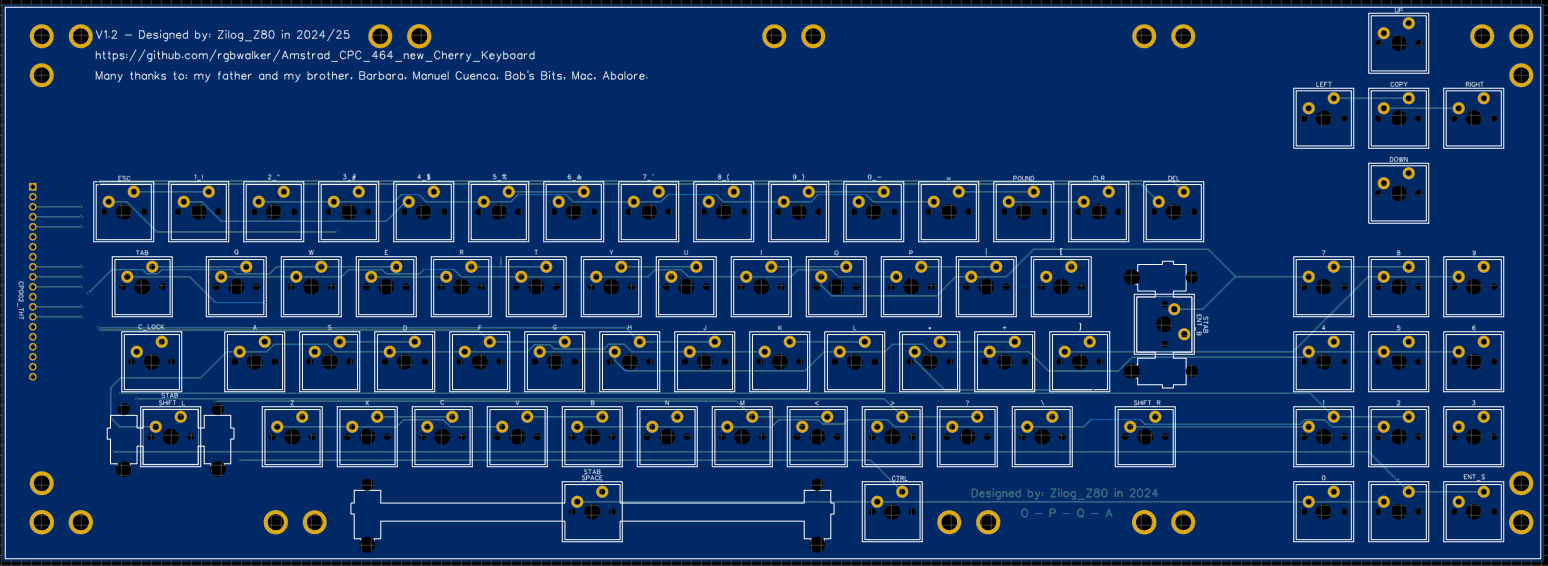 UP
V1.2 - Designed by: Zilog_Z80 in 2024/25
https://github.com/rgbwalker/Amstrad_CPC_464_new_Cherry_Keyboard
Many thanks to: my father and my brother, Barbara, Manuel Cuenca, Bob's Bits, Mac, Abalore.
LEFT COPY RIGHT
DOWN
ESC 1_! 2_" 3_# 4_$ 5_% 6_& 7_' 8_( 9_) 0_- = POUND CLR DEL
TAB Q W E R T Y U I O P | [ 7 8 9
CP002_THT
STAB
ENT_B
C_LOCK A S D F G H J K L * + ] 4 5 6
STAB
SHIFT_L Z X C V B N M < > ? \ SHIFT_R 1 2 3
STAB
SPACE CTRL 0 . ENT_S
Designed by: Zilog_Z80 in 2024
O - P - Q - A